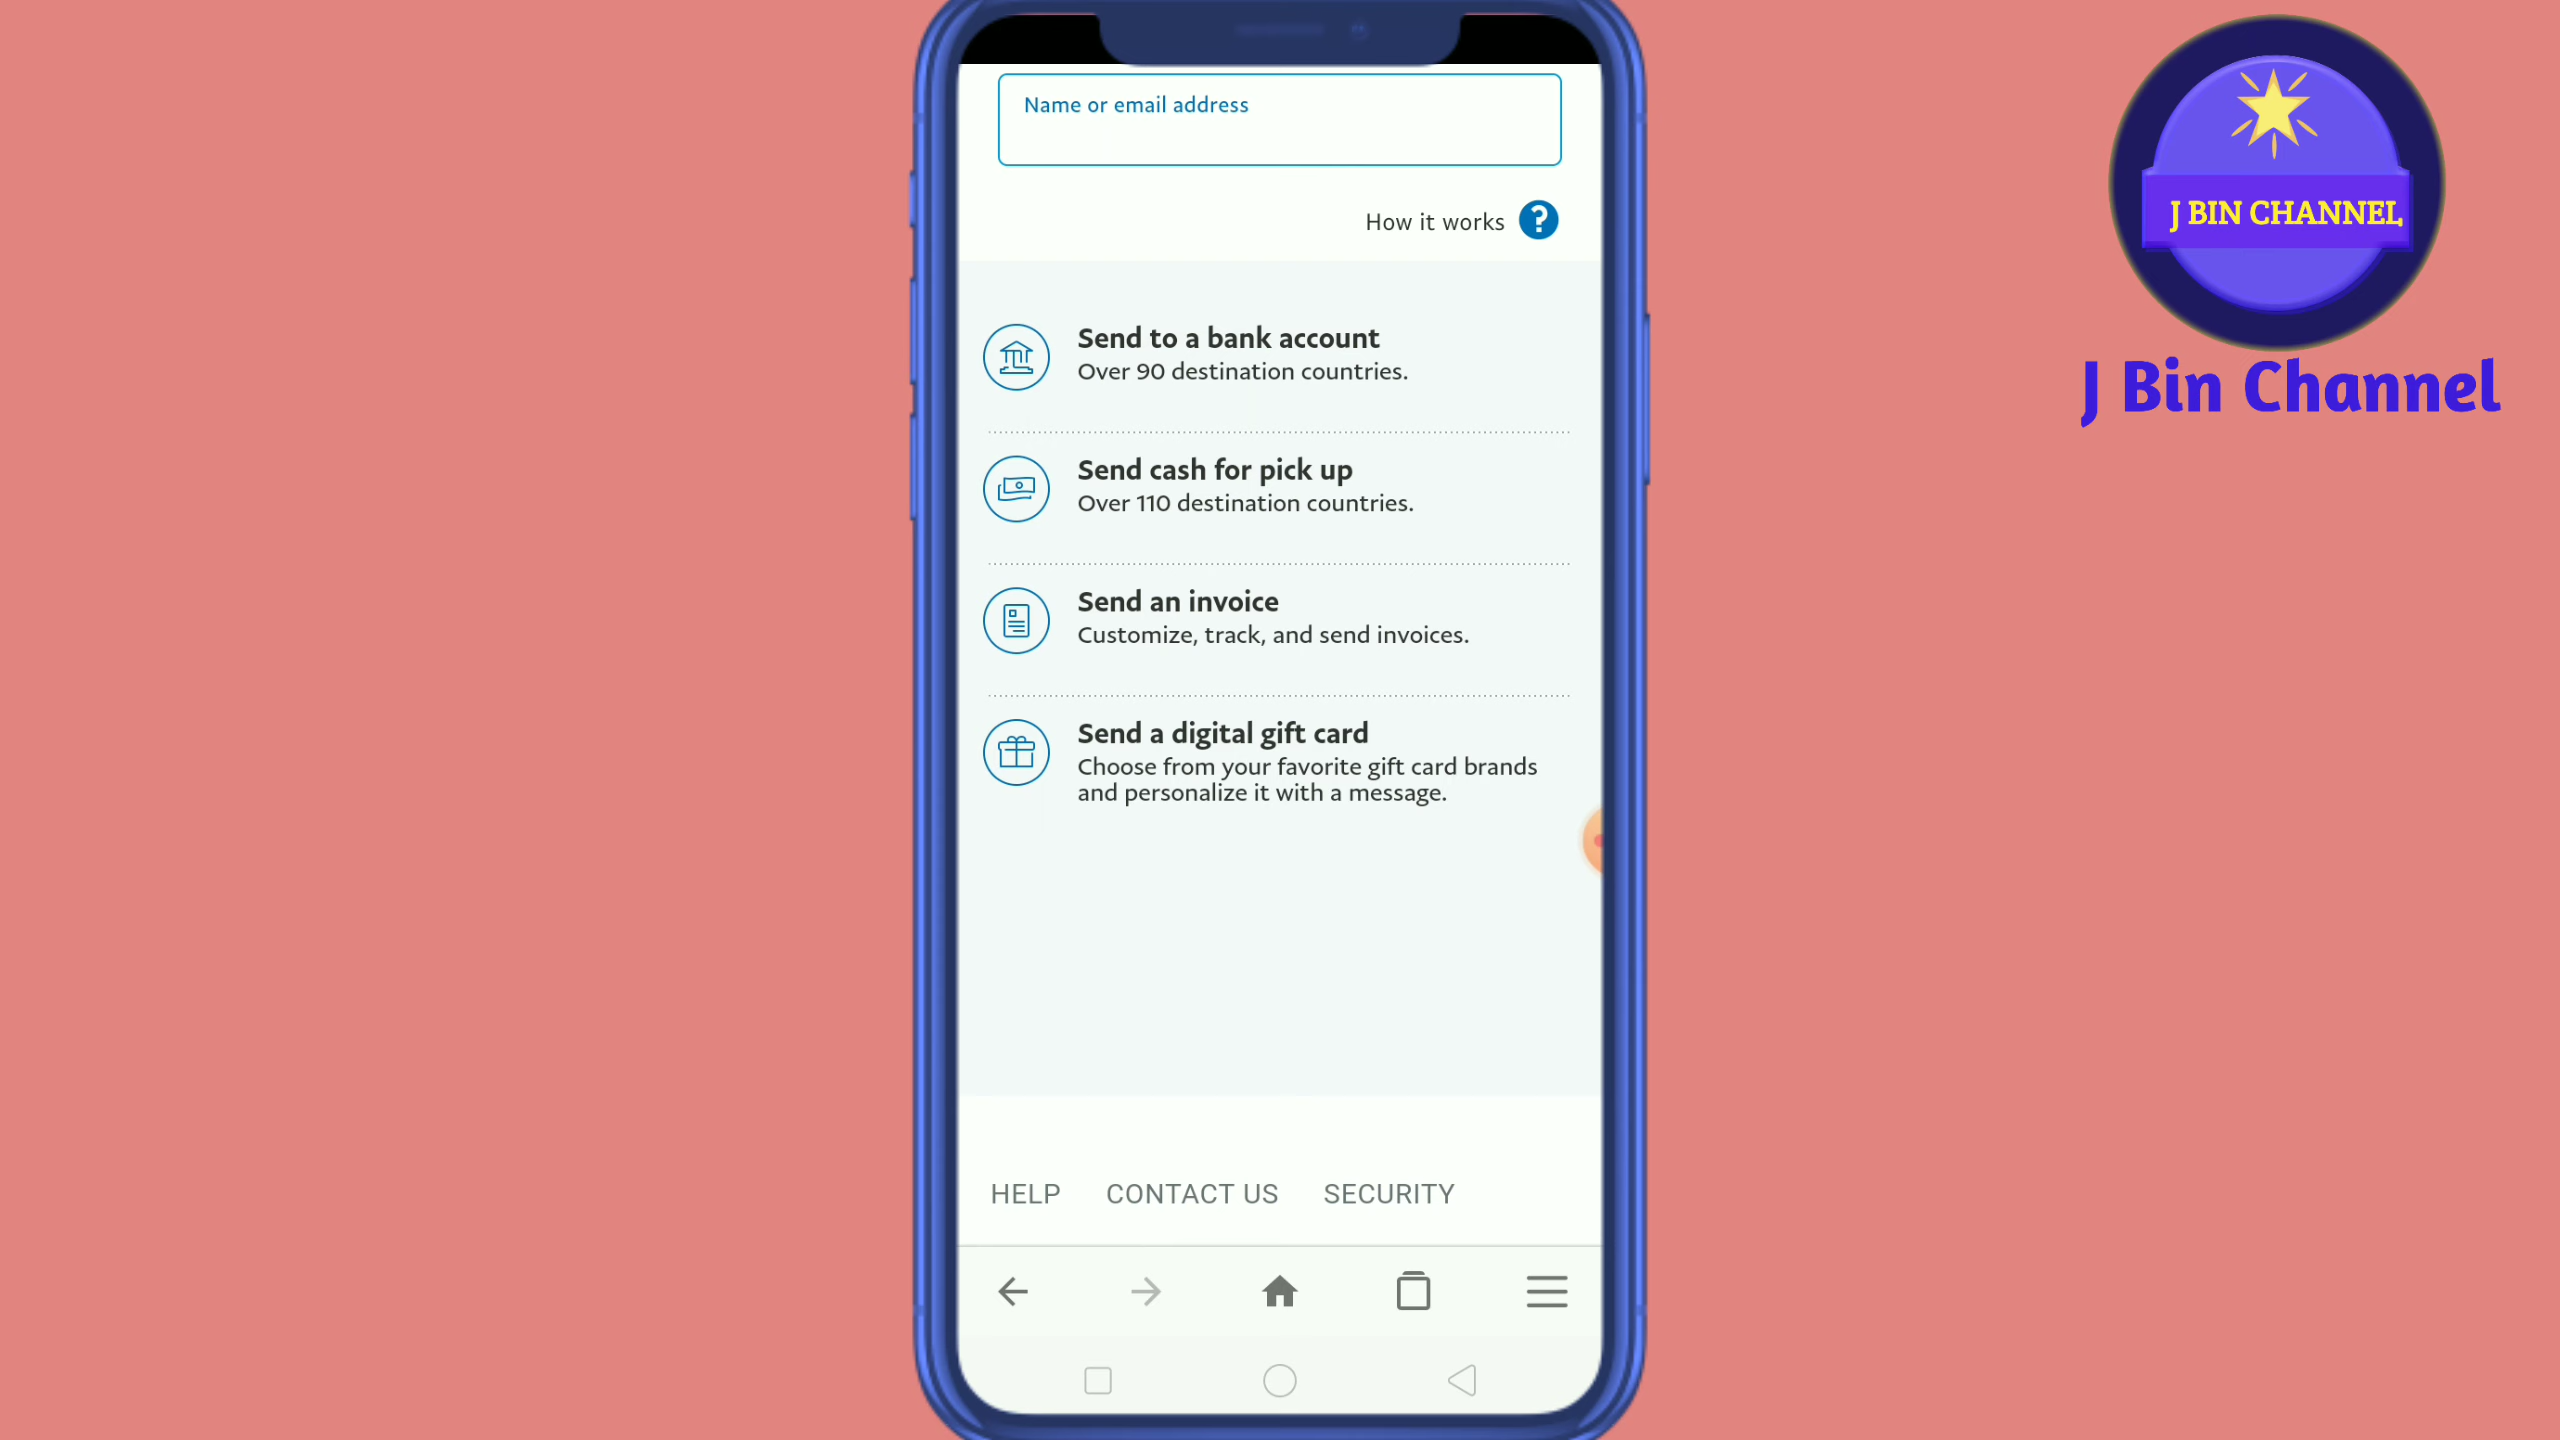 Name or email address
How it works
Send to a bank account
Over 90 destination countries.
Send cash for pick up
Over 110 destination countries.
Send an invoice
Customize, track, and send invoices.
Send a digital gift card
Choose from your favorite gift card brands
and personalize it with a message.
HELP CONTACT US SECURITY
J BIN CHANNEL
J Bin Channel